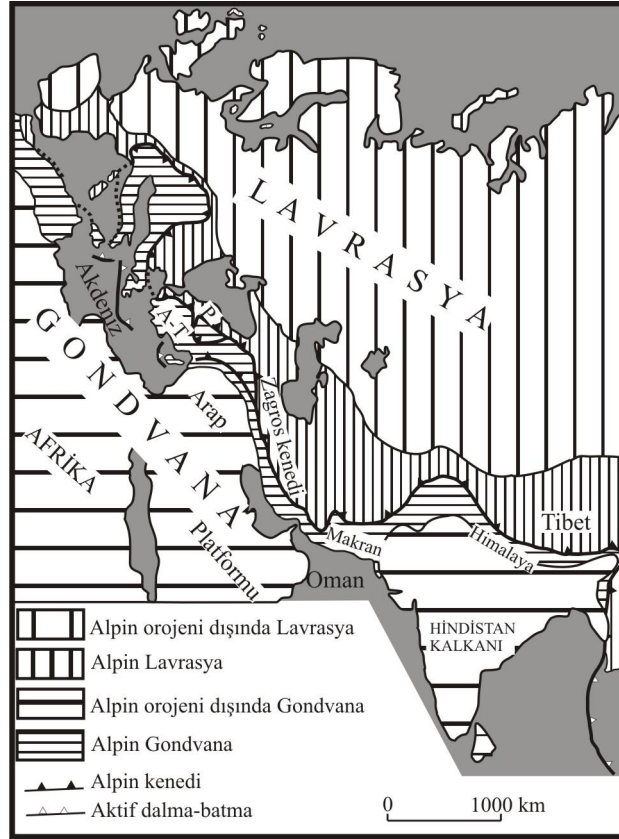 LAVRASYA
GONDVANA
AFRİKA
Akdeniz
A-T
P
Arap
Platformu
Zagros kenedi
Makran
Himalaya
Tibet
Oman
HİNDİSTAN
KALKANI
Alpin orojeni dışında Lavrasya
Alpin Lavrasya
Alpin orojeni dışında Gondvana
Alpin Gondvana
Alpin kenedi
Aktif dalma-batma
0 1000 km